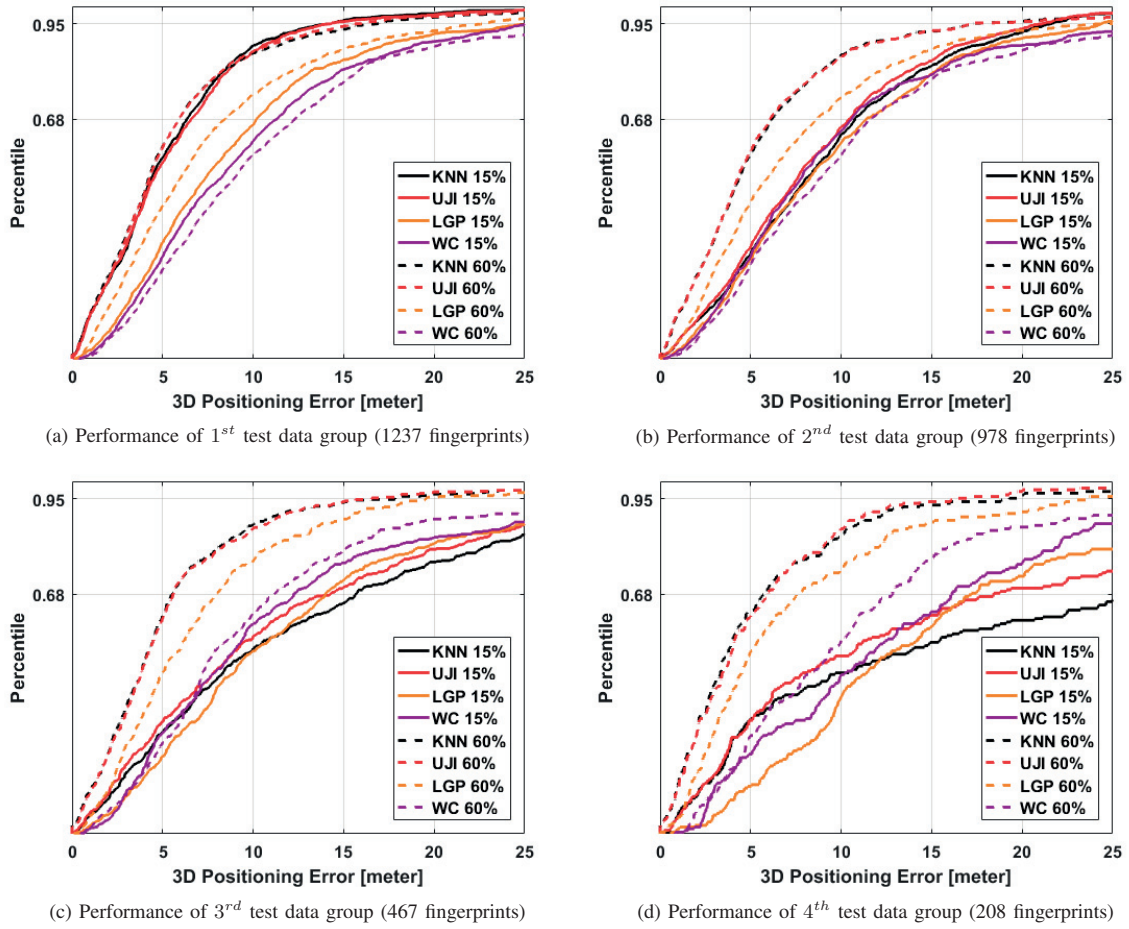 0.95
0.68
Percentile
KNN 15%
UJI 15%
LGP 15%
WC 15%
KNN 60%
UJI 60%
LGP 60%
WC 60%
0 5 10 15 20 25
3D Positioning Error [meter]
(a) Performance of 1st test data group (1237 fingerprints)
0.95
0.68
Percentile
KNN 15%
UJI 15%
LGP 15%
WC 15%
KNN 60%
UJI 60%
LGP 60%
WC 60%
0 5 10 15 20 25
3D Positioning Error [meter]
(b) Performance of 2nd test data group (978 fingerprints)
0.95
0.68
Percentile
KNN 15%
UJI 15%
LGP 15%
WC 15%
KNN 60%
UJI 60%
LGP 60%
WC 60%
0 5 10 15 20 25
3D Positioning Error [meter]
(c) Performance of 3rd test data group (467 fingerprints)
0.95
0.68
Percentile
KNN 15%
UJI 15%
LGP 15%
WC 15%
KNN 60%
UJI 60%
LGP 60%
WC 60%
0 5 10 15 20 25
3D Positioning Error [meter]
(d) Performance of 4th test data group (208 fingerprints)